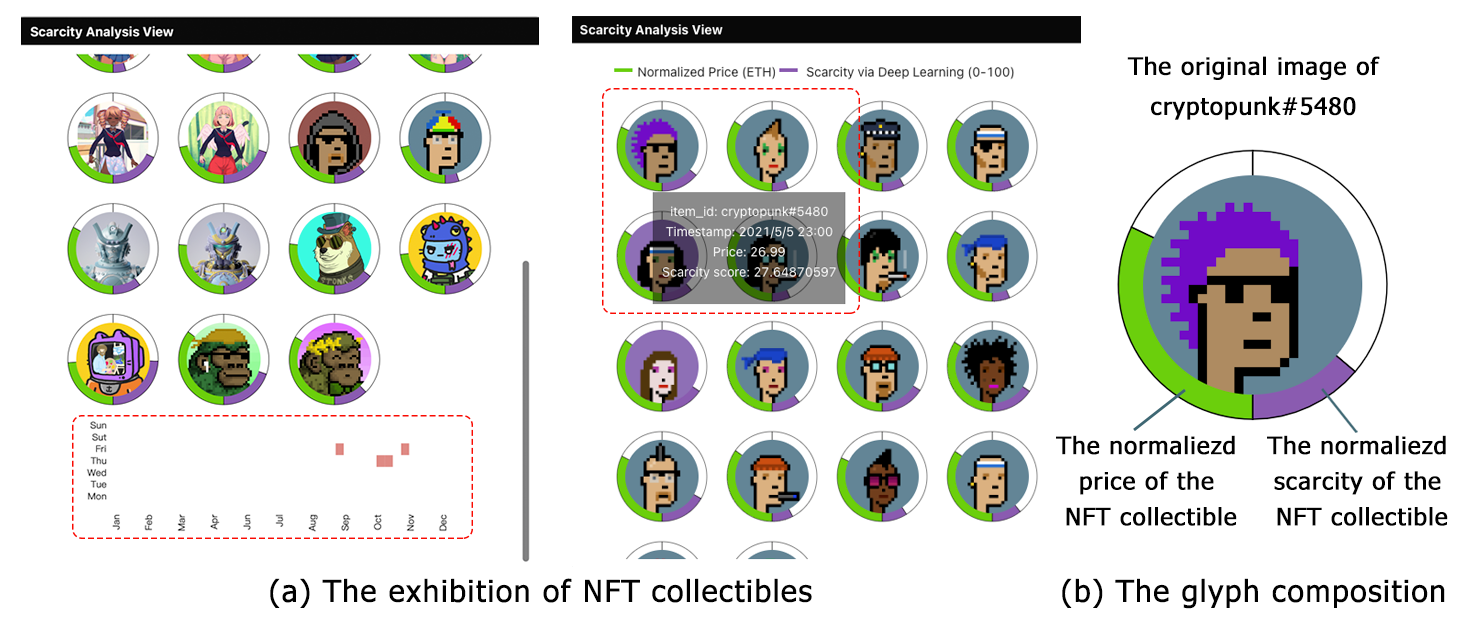 Scarcity Analysis View
STONKS
Sun
Sut
Fri
Thu
Wed
Tue
Mon
Jan
Feb
Mar
Apr
Jun
Jul
Aug
Sep
Oct
Nov
Dec
Scarcity Analysis View
Normalized Price (ETH)
Scarcity via Deep Learning (0-100)
item_id: cryptopunk#5480
Timestamp: 2021/5/5 23:00
Price: 26.99
Scarcity score: 27.64870597
(a) The exhibition of NFT collectibles
The original image of
cryptopunk#5480
The normaliezd
price of the
NFT collectible
The normaliezd
scarcity of the
NFT collectible
(b) The glyph composition